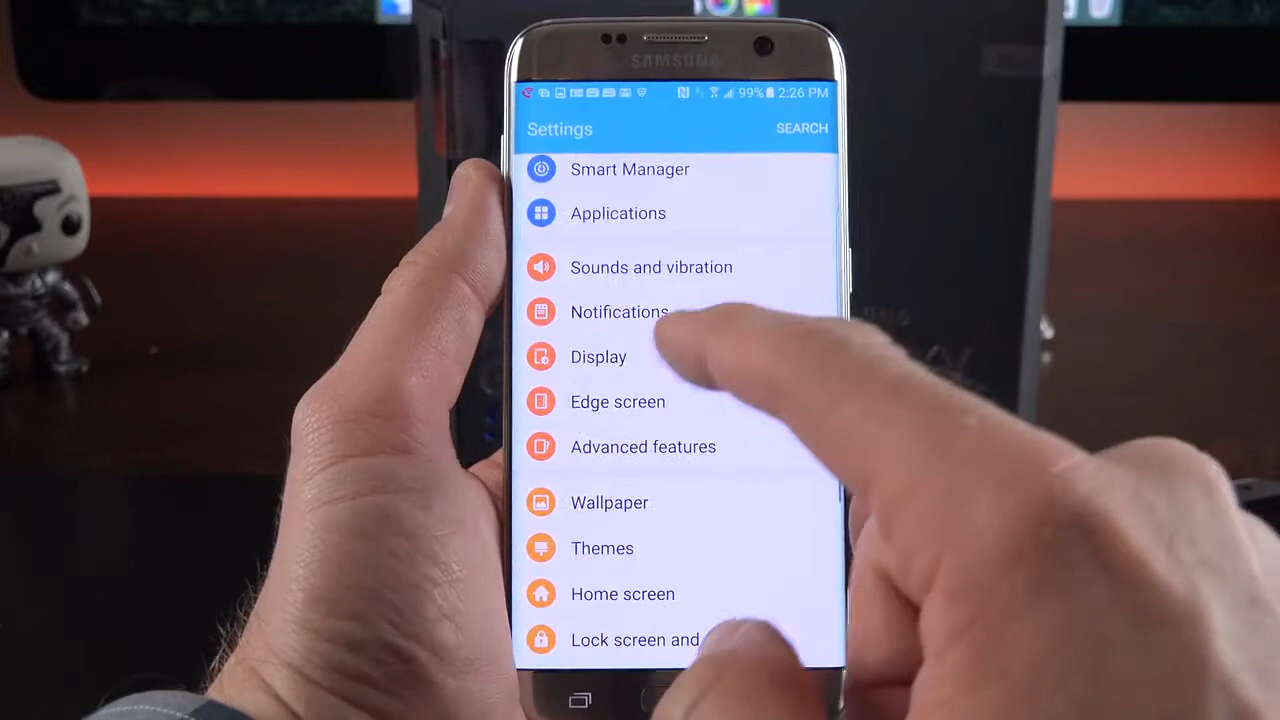 SAMSUNG
99% 2:26 PM
Settings SEARCH
Smart Manager
Applications
Sounds and vibration
Notifications
Display
Edge screen
Advanced features
Wallpaper
Themes
Home screen
Lock screen and